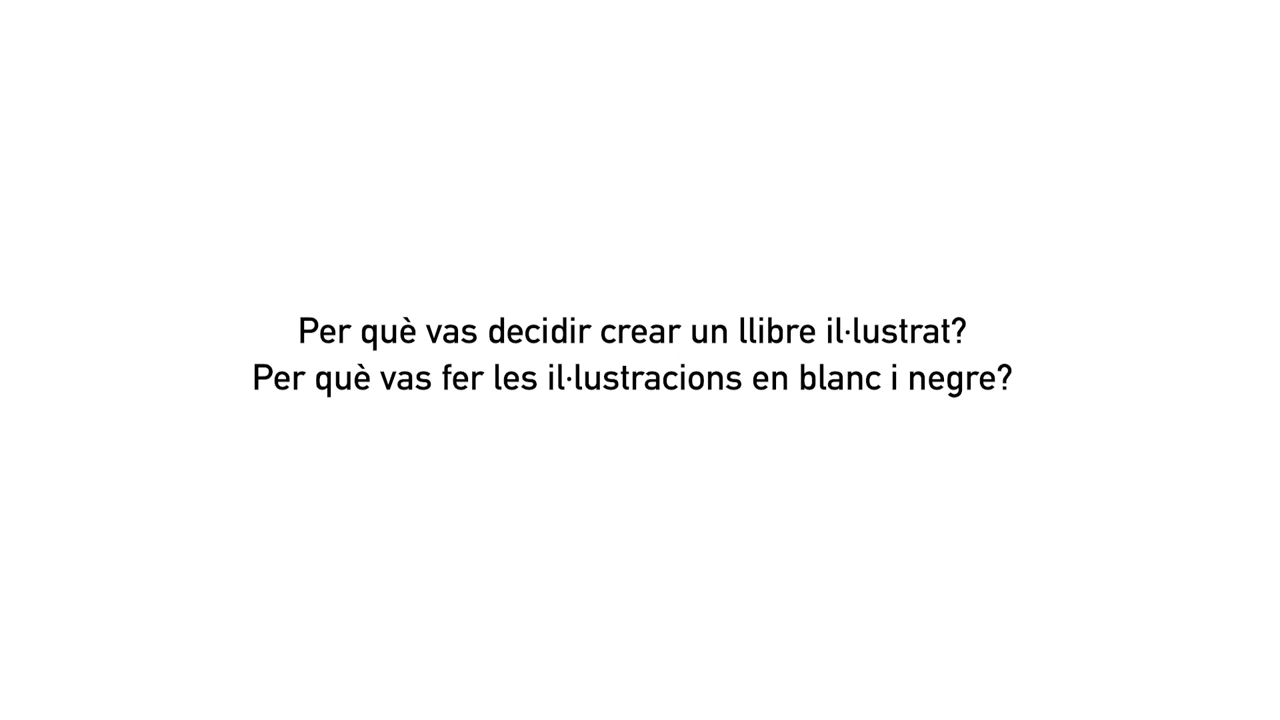 Per què vas decidir crear un llibre il·lustrat?
Per què vas fer les il·lustracions en blanc i negre?